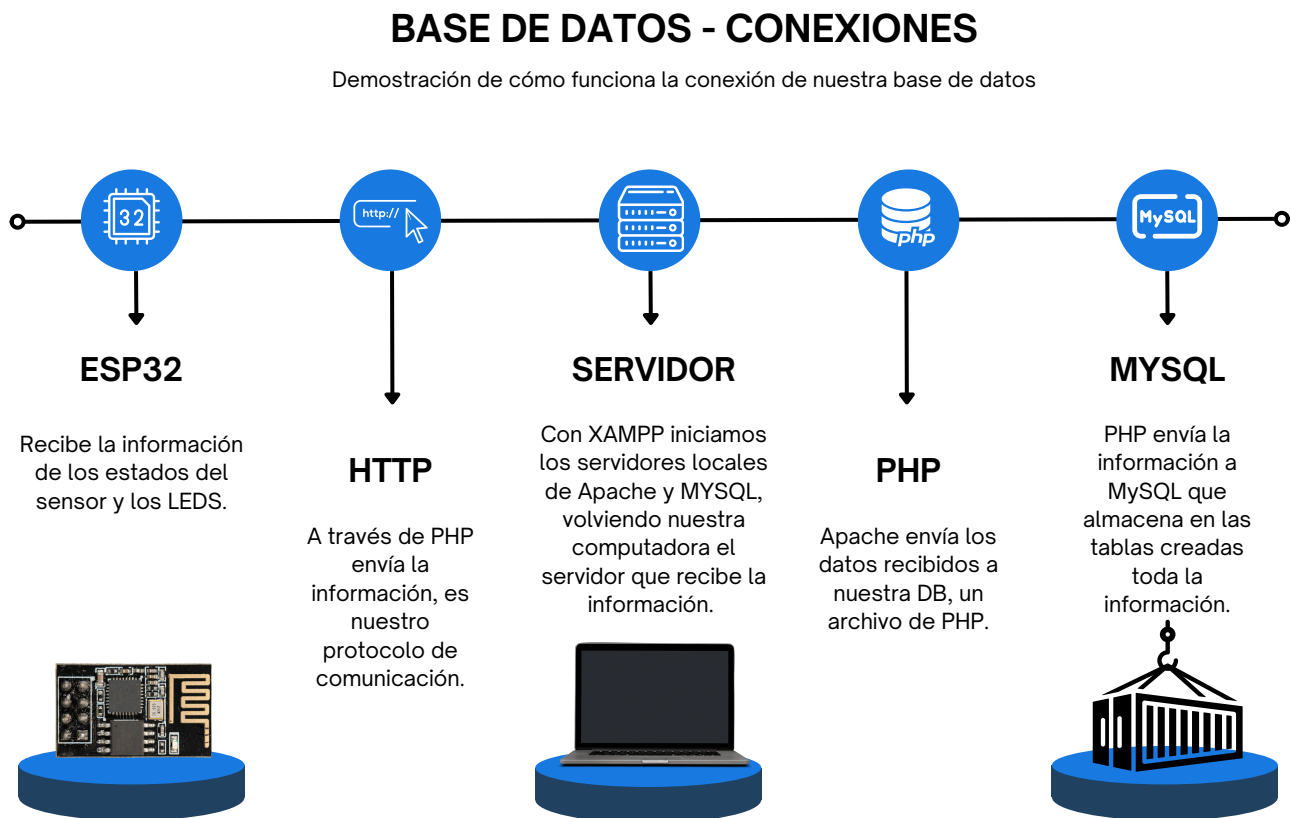 BASE DE DATOS - CONEXIONES
Demostración de cómo funciona la conexión de nuestra base de datos
32
http://
php
MySQL
ESP32
Recibe la información
de los estados del
sensor y los LEDS.
HTTP
A través de PHP
envía la
información, es
nuestro
protocolo de
comunicación.
SERVIDOR
Con XAMPP iniciamos
los servidores locales
de Apache y MYSQL,
volviendo nuestra
computadora el
servidor que recibe la
información.
PHP
Apache envía los
datos recibidos a
nuestra DB, un
archivo de PHP.
MYSQL
PHP envía la
información a
MySQL que
almacena en las
tablas creadas
toda la
información.